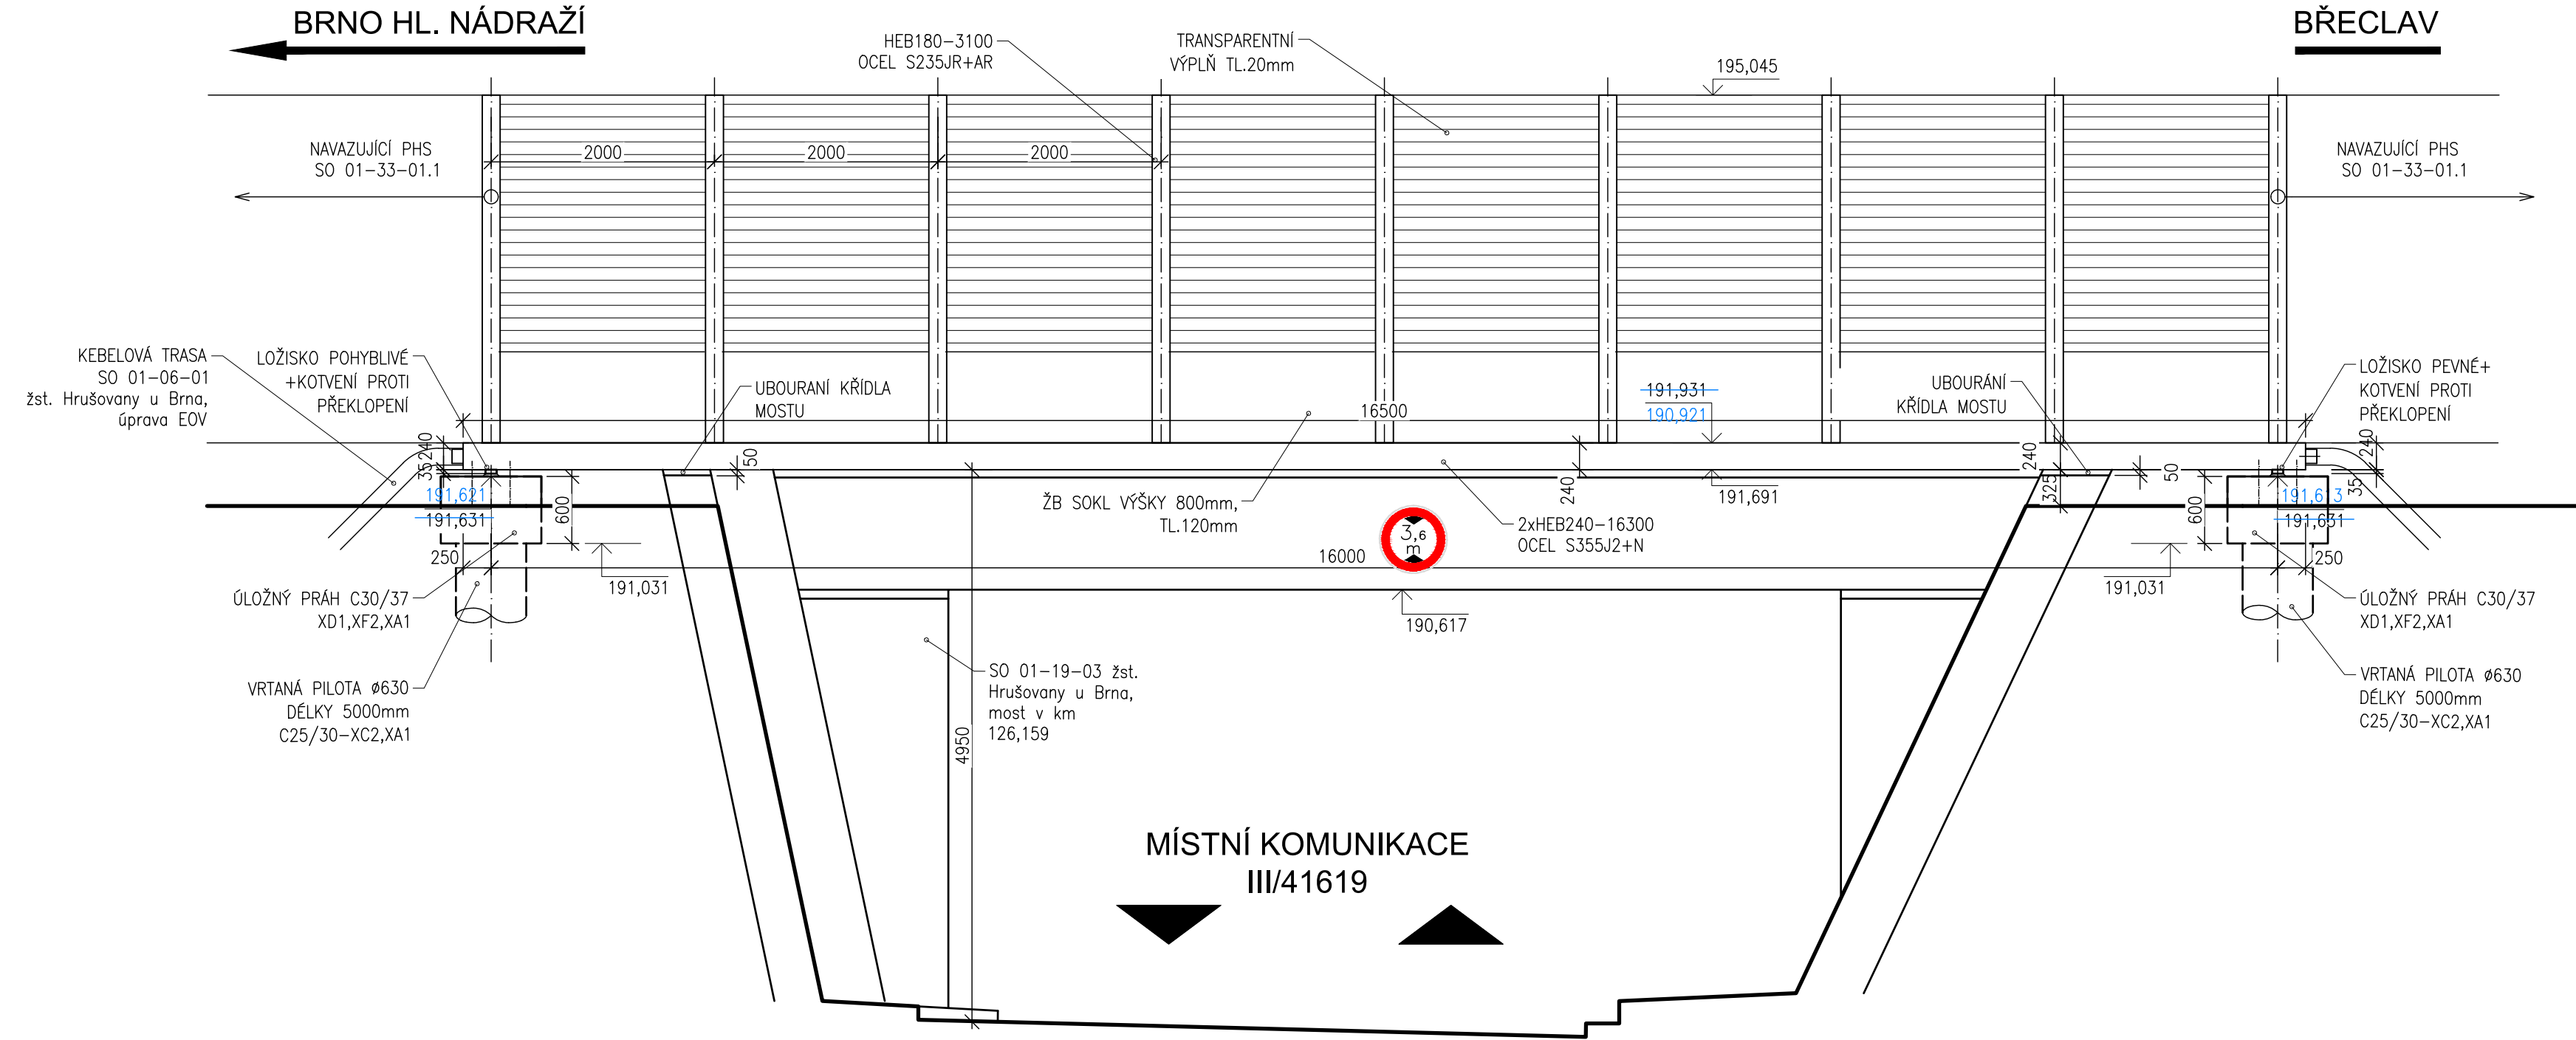 BRNO HL. NÁDRAŽÍ
BŘECLAV
HEB180-3100
OCEL S235JR+AR
TRANSPARENTNÍ
VÝPLŇ TL.20mm
195,045
NAVAZUJÍCÍ PHS
SO 01-33-01.1
2000
2000
2000
NAVAZUJÍCÍ PHS
SO 01-33-01.1
KEBELOVÁ TRASA
SO 01-06-01
žst. Hrušovany u Brna,
úprava EOV
LOŽISKO POHYBLIVÉ
+KOTVENÍ PROTI
PŘEKLOPENÍ
UBOURANÍ KŘÍDLA
MOSTU
16500
191,931
190,921
UBOURÁNÍ
KŘÍDLA MOSTU
LOŽISKO PEVNÉ+
KOTVENÍ PROTI
PŘEKLOPENÍ
240
35
50
240
240
325
50
240
35
191,621
191,631
600
250
191,031
ŽB SOKL VÝŠKY 800mm,
TL.120mm
3,6
m
16000
2xHEB240-16300
OCEL S355J2+N
191,691
191,613
191,631
600
250
191,031
ÚLOŽNÝ PRÁH C30/37
XD1,XF2,XA1
190,617
ÚLOŽNÝ PRÁH C30/37
XD1,XF2,XA1
VRTANÁ PILOTA ø630
DÉLKY 5000mm
C25/30-XC2,XA1
SO 01-19-03 žst.
Hrušovany u Brna,
most v km
126,159
4950
VRTANÁ PILOTA ø630
DÉLKY 5000mm
C25/30-XC2,XA1
MÍSTNÍ KOMUNIKACE
III/41619